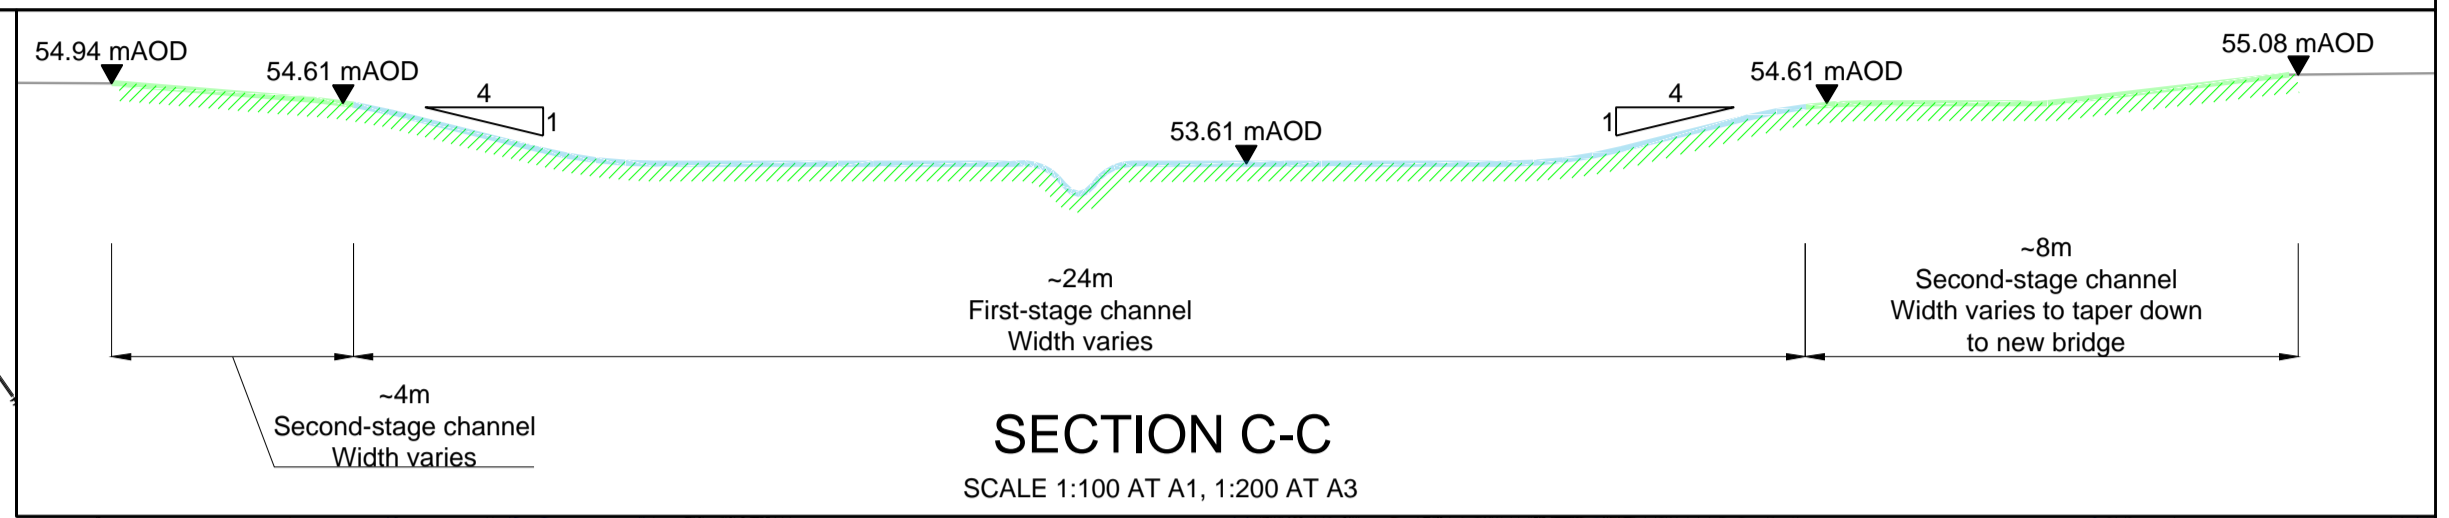 54.94 mAOD
54.61 mAOD
4
1
53.61 mAOD
1
4
54.61 mAOD
55.08 mAOD
~4m
Second-stage channel
Width varies
~24m
First-stage channel
Width varies
~8m
Second-stage channel
Width varies to taper down
to new bridge
SECTION C-C
SCALE 1:100 AT A1, 1:200 AT A3